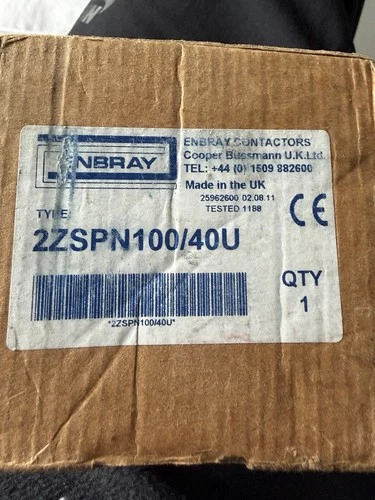 ENBRAY
ENBRAY CONTACTORS
Cooper Bussmann U.K.Ltd.
TEL: +44 (0) 1509 882600
Made in the UK
25962600 02.08.11
TESTED 1188
CE
TYPE
2ZSPN100/40U
QTY
1
*2ZSPN100/40U*